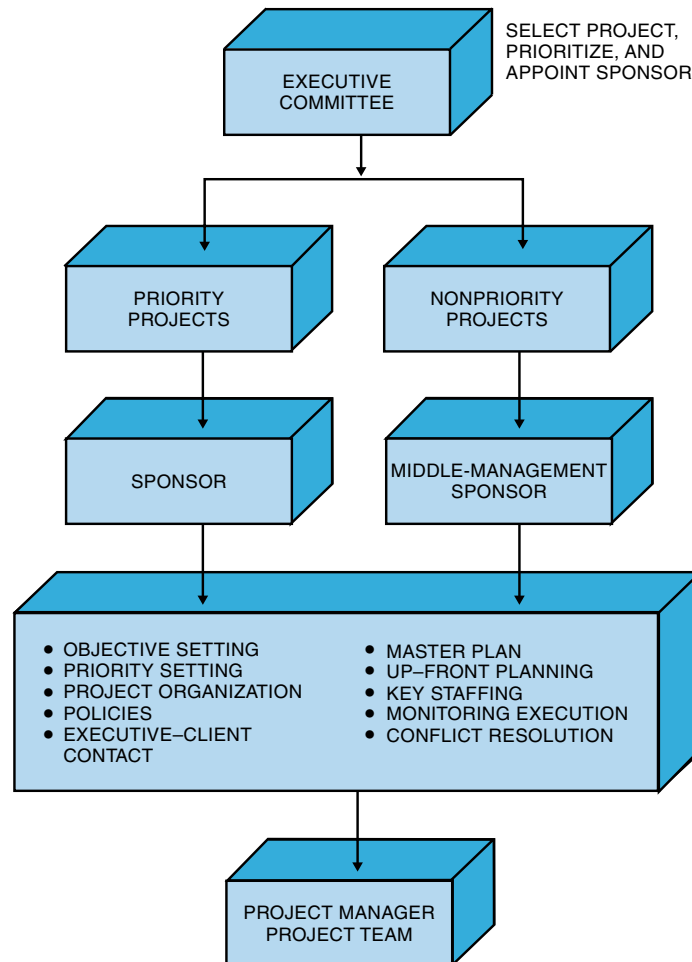 SELECT PROJECT,
PRIORITIZE, AND
APPOINT SPONSOR
EXECUTIVE
COMMITTEE
PRIORITY
PROJECTS
NONPRIORITY
PROJECTS
SPONSOR
MIDDLE-MANAGEMENT
SPONSOR
• OBJECTIVE SETTING
• PRIORITY SETTING
• PROJECT ORGANIZATION
• POLICIES
• EXECUTIVE–CLIENT
CONTACT
• MASTER PLAN
• UP–FRONT PLANNING
• KEY STAFFING
• MONITORING EXECUTION
• CONFLICT RESOLUTION
PROJECT MANAGER
PROJECT TEAM